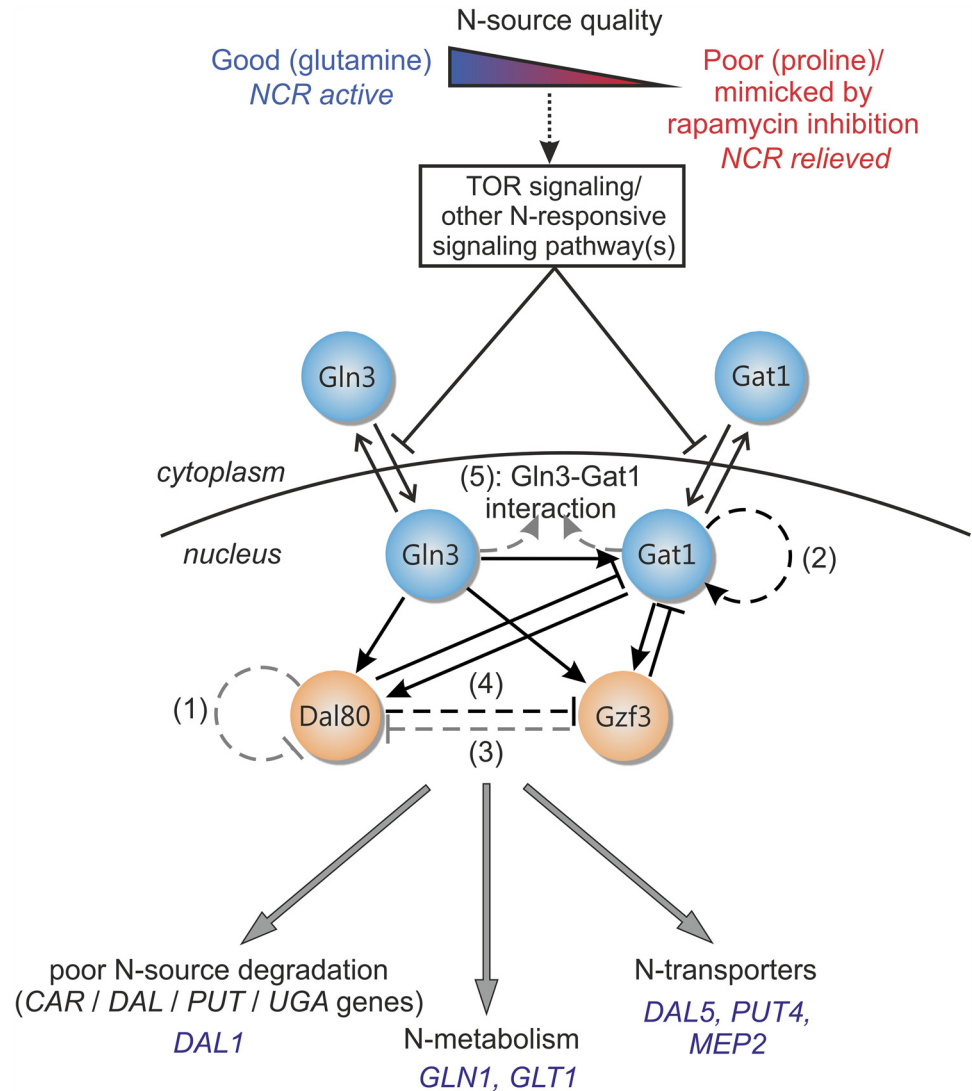 N-source quality
Good (glutamine)
NCR active
Poor (proline)/
mimicked by
rapamycin inhibition
NCR relieved
TOR signaling/
other N-responsive
signaling pathway(s)
Gln3
Gat1
cytoplasm
(5): Gln3-Gat1
interaction
nucleus
Gln3
Gat1
(2)
(1)
Dal80
(4)
Gzf3
(3)
poor N-source degradation
(CAR / DAL / PUT / UGA genes)
DAL1
N-metabolism
GLN1, GLT1
N-transporters
DAL5, PUT4,
MEP2